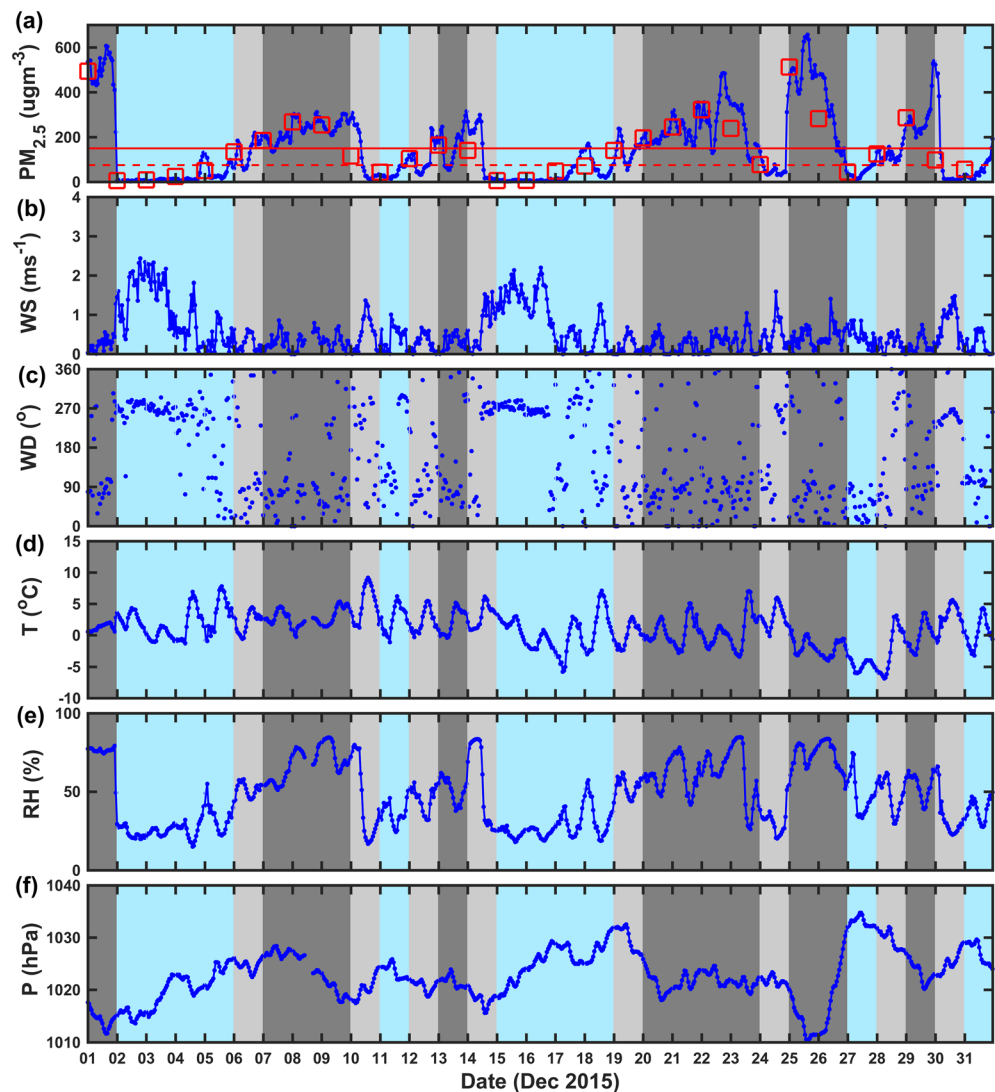 (a)
PM2.5 (ugm-3)
600
400
200
0
(b)
WS (ms-1)
4
3
2
1
0
(c)
WD (o)
360
270
180
90
0
(d)
T (oC)
15
10
5
0
-5
-10
(e)
RH (%)
100
50
0
(f)
P (hPa)
1040
1030
1020
1010
01 02 03 04 05 06 07 08 09 10 11 12 13 14 15 16 17 18 19 20 21 22 23 24 25 26 27 28 29 30 31
Date (Dec 2015)